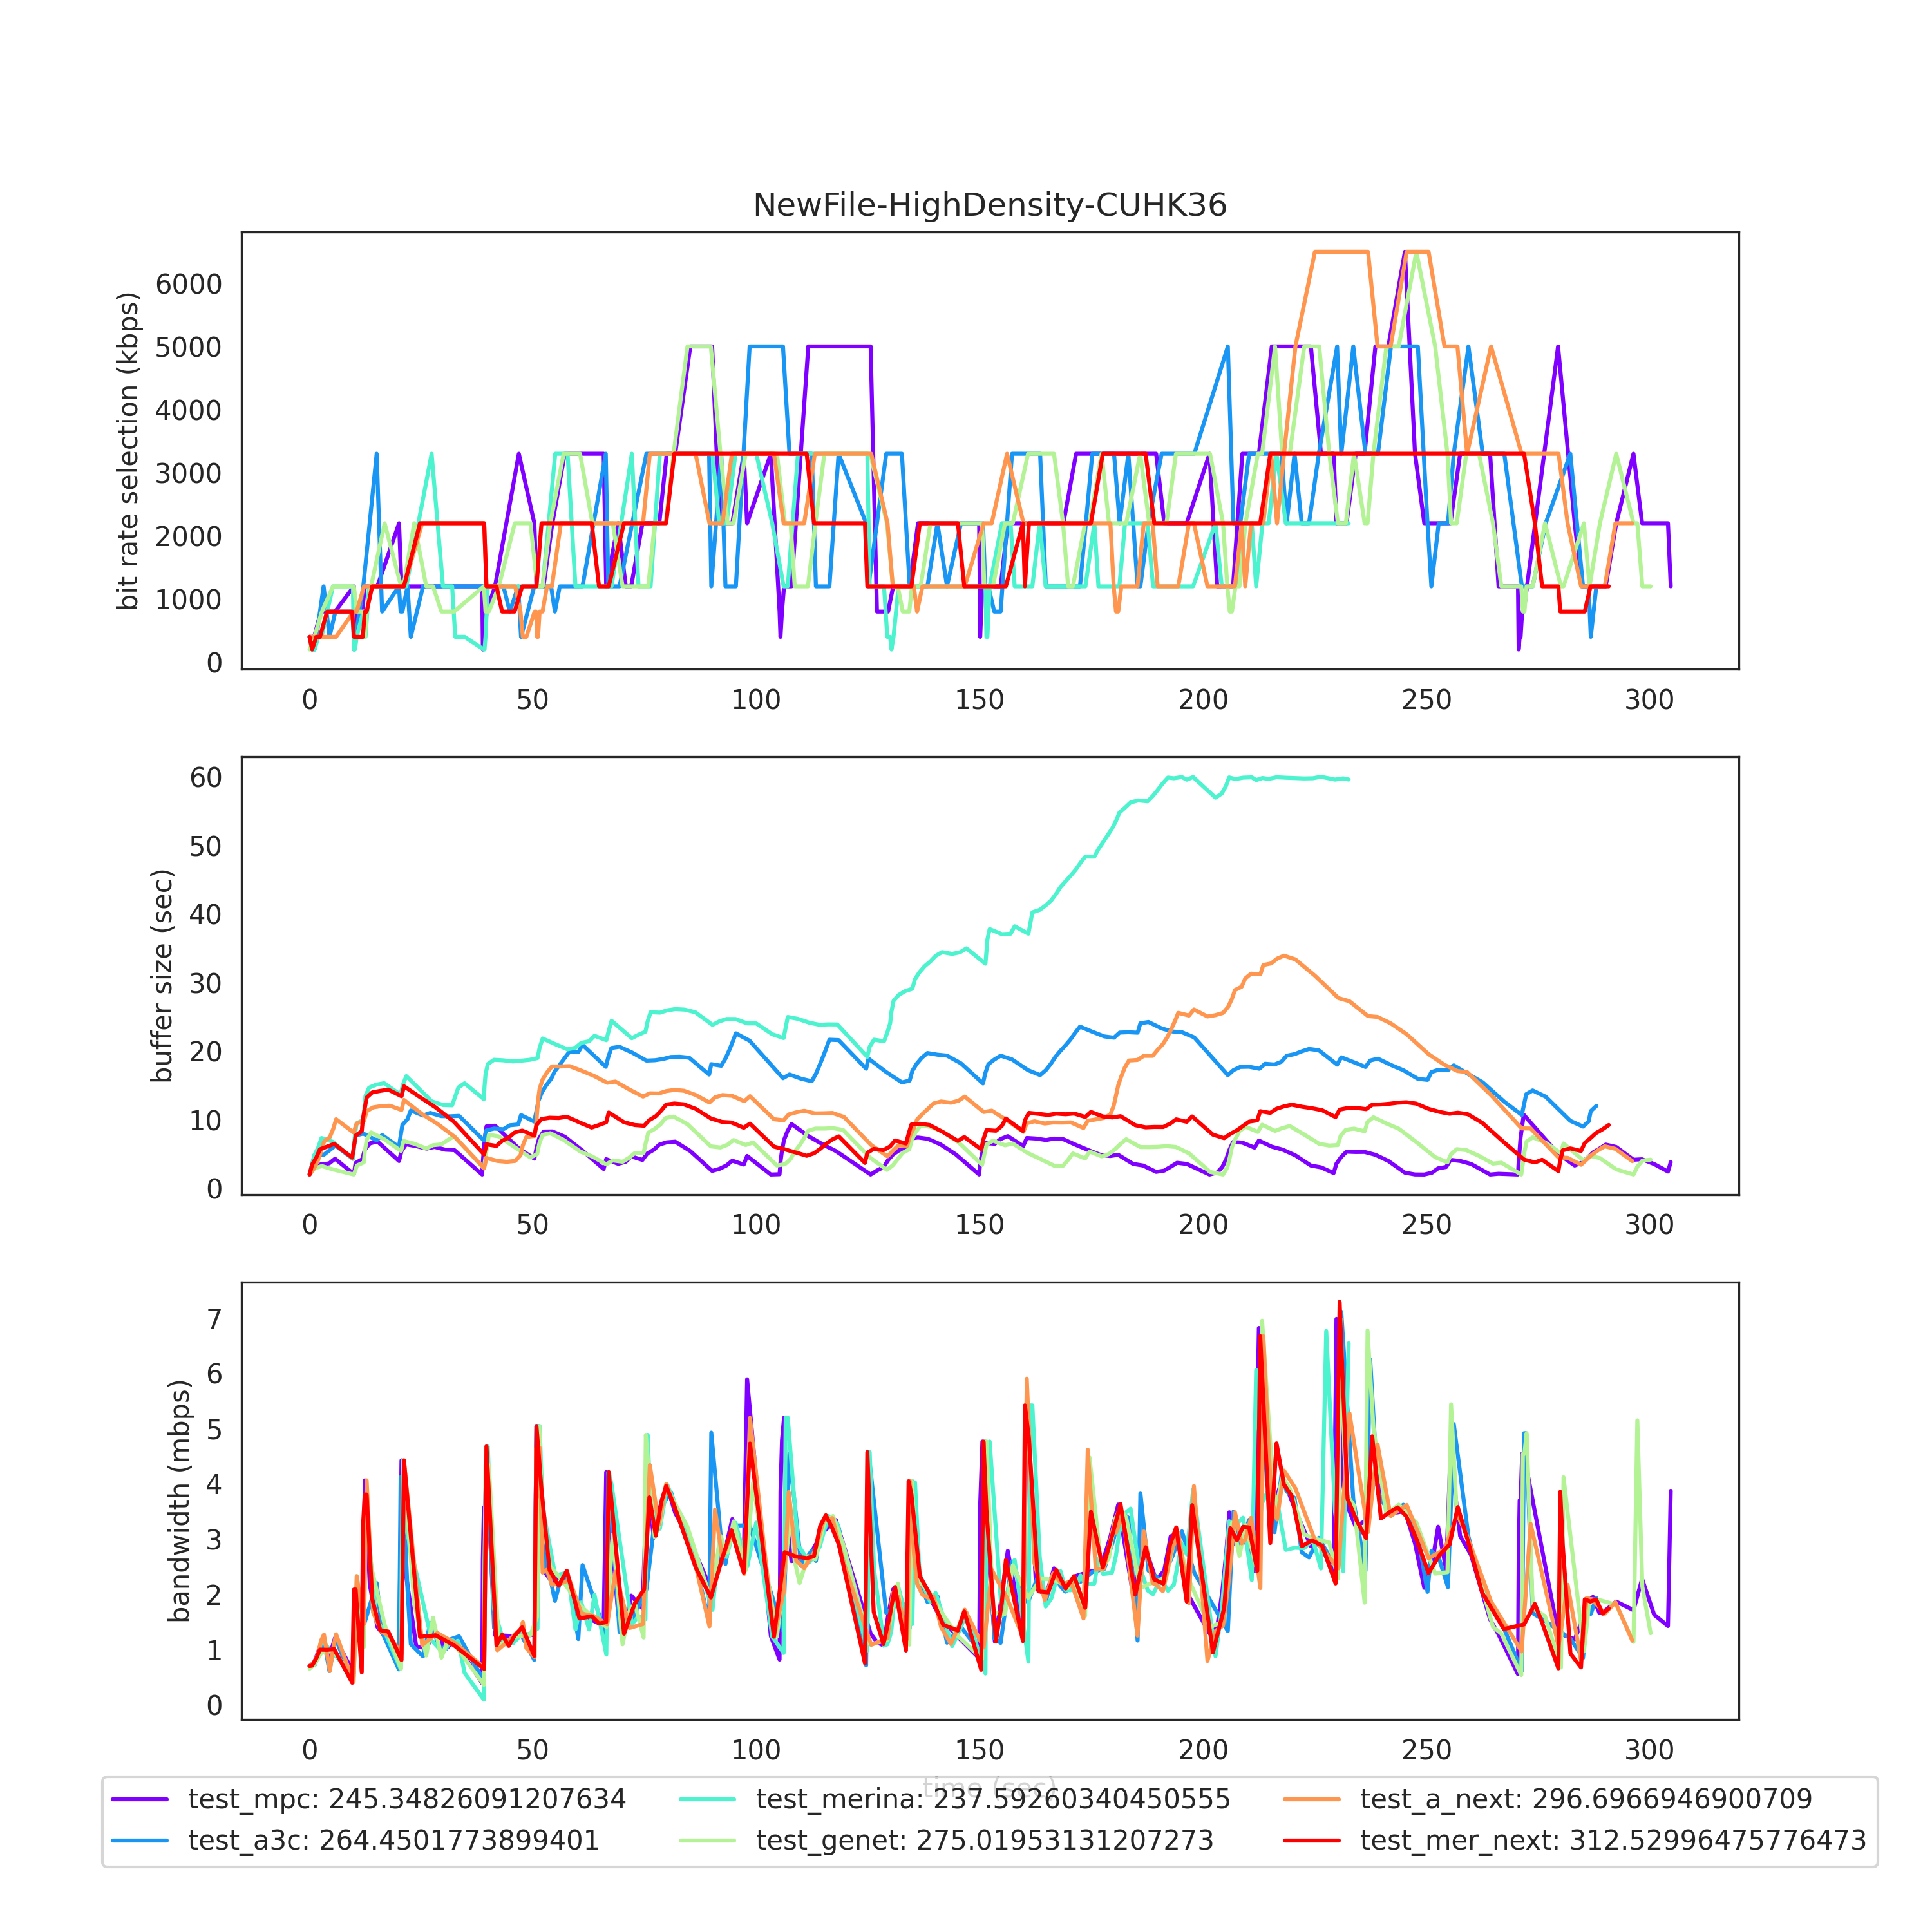 NewFile-HighDensity-CUHK36
bit rate selection (kbps)
6000
5000
4000
3000
2000
1000
0
0 50 100 150 200 250 300
buffer size (sec)
60
50
40
30
20
10
0
0 50 100 150 200 250 300
bandwidth (mbps)
7
6
5
4
3
2
1
0
0 50 100 150 200 250 300
time (sec)
test_mpc: 245.34826091207634 test_merina: 237.59260340450555 test_a_next: 296.6966946900709
test_a3c: 264.4501773899401 test_genet: 275.01953131207273 test_mer_next: 312.52996475776473